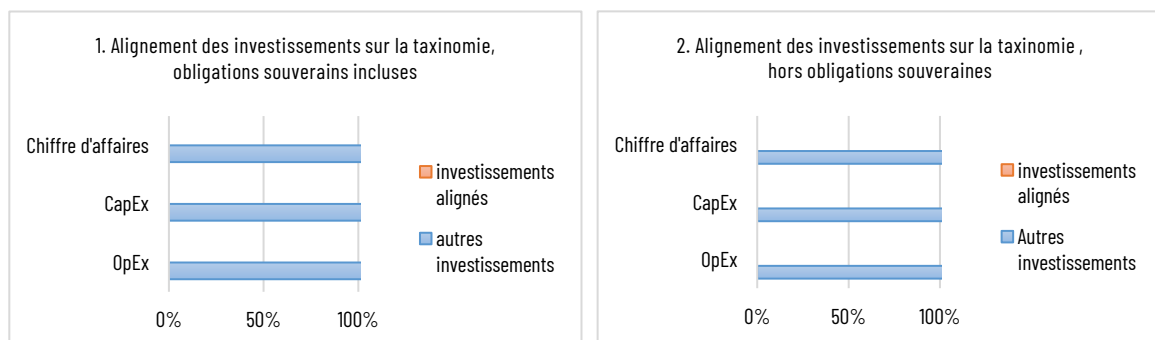 1. Alignement des investissements sur la taxinomie,
obligations souverains incluses
Chiffre d'affaires
CapEx
OpEx
0%
50%
100%
investissements
alignés
autres
investissements
2. Alignement des investissements sur la taxinomie ,
hors obligations souveraines
Chiffre d'affaires
CapEx
OpEx
0%
50%
100%
investissements
alignés
Autres
investissements